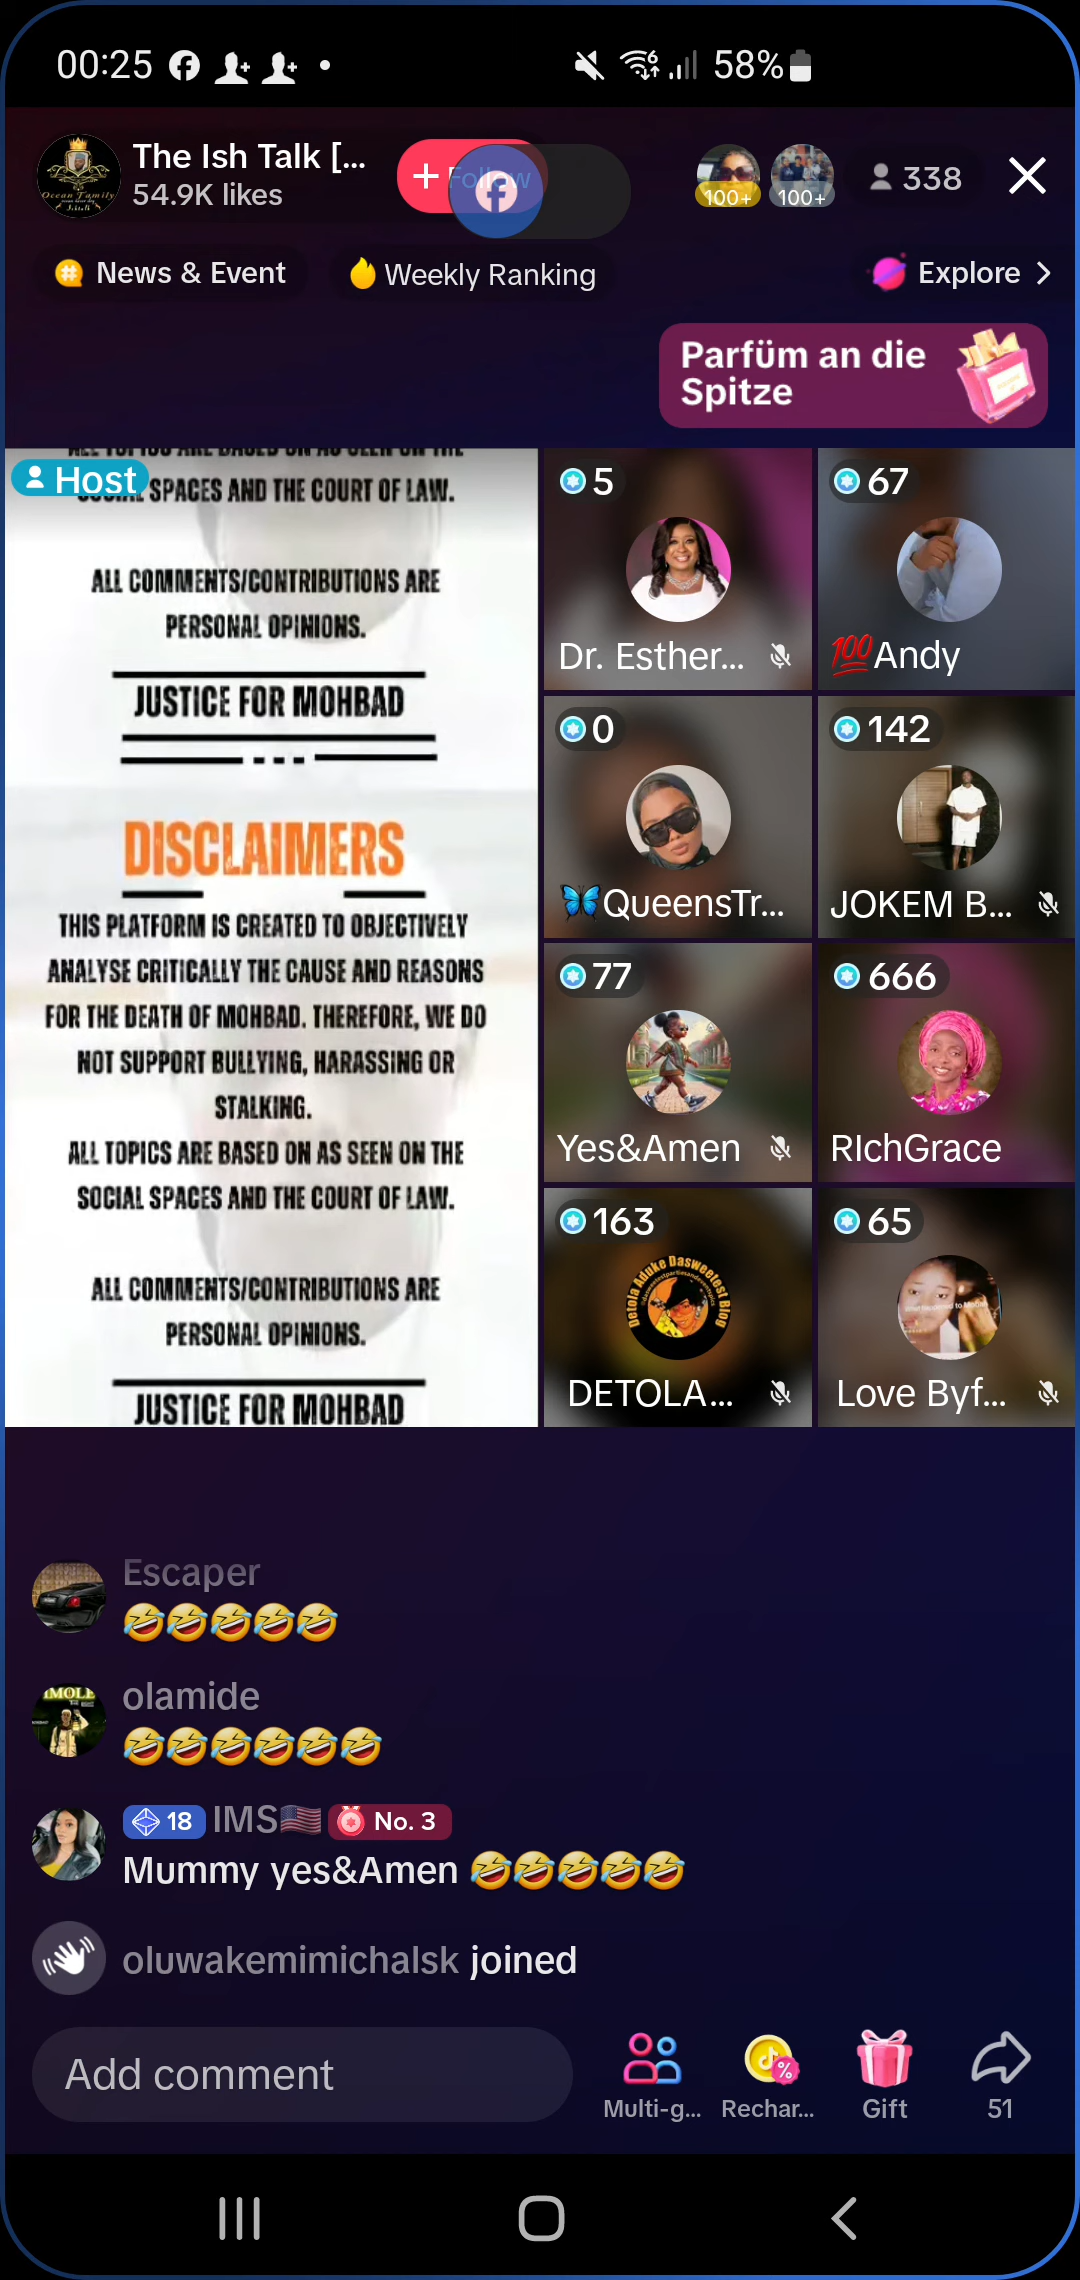 00:25
58%
The Ish Talk [...
54.9K likes
+ Follow
100+
100+
338
News & Event
Weekly Ranking
Explore
Parfüm an die
Spitze
Host
SPACES AND THE COURT OF LAW.
ALL COMMENTS/CONTRIBUTIONS ARE
PERSONAL OPINIONS.
JUSTICE FOR MOHBAD
DISCLAIMERS
THIS PLATFORM IS CREATED TO OBJECTIVELY
ANALYSE CRITICALLY THE CAUSE AND REASONS
FOR THE DEATH OF MOHBAD. THEREFORE, WE DO
NOT SUPPORT BULLYING, HARASSING OR
STALKING.
ALL TOPICS ARE BASED ON AS SEEN ON THE
SOCIAL SPACES AND THE COURT OF LAW.
ALL COMMENTS/CONTRIBUTIONS ARE
PERSONAL OPINIONS.
JUSTICE FOR MOHBAD
5
Dr. Esther...
67
💯Andy
0
🦋QueensTr...
142
JOKEM B...
77
Yes&Amen
666
RIchGrace
163
Detola Aduke Dasweetest Blog
DETOLA...
65
Love Byf...
Escaper
🤣🤣🤣🤣🤣
IMOLE
olamide
🤣🤣🤣🤣🤣🤣
18 IMS🇺🇸 No. 3
Mummy yes&Amen 🤣🤣🤣🤣🤣
oluwakemimichalsk joined
Add comment
Multi-g...
Rechar...
Gift
51